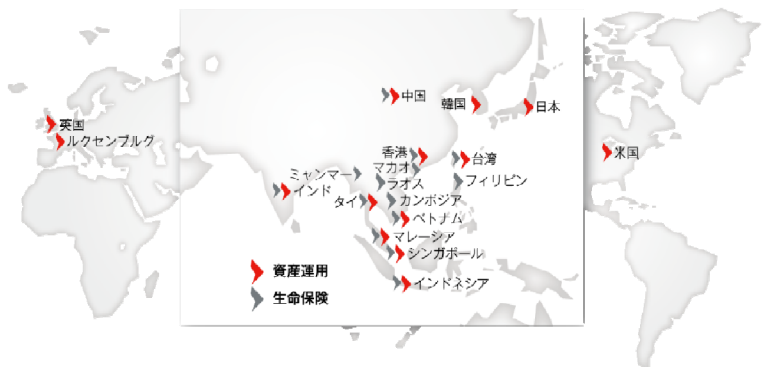 中国
韓国
日本
英国
ルクセンブルグ
香港
マカオ
台湾
米国
ミャンマー
ラオス
フィリピン
インド
タイ
カンボジア
ベトナム
マレーシア
シンガポール
インドネシア
資産運用
生命保険